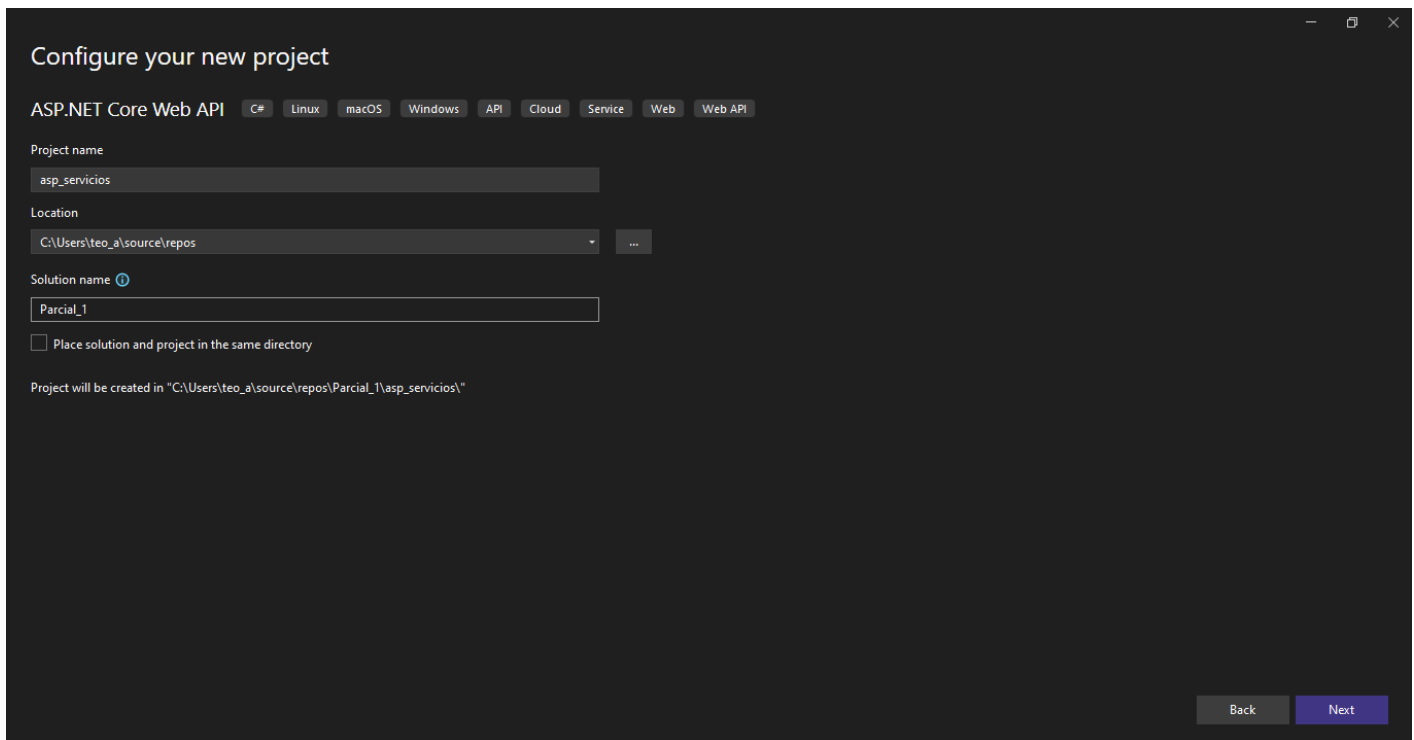 Configure your new project
ASP.NET Core Web API C# Linux macOS Windows API Cloud Service Web Web API
Project name
asp_servicios
Location
C:\Users\teo_a\source\repos
...
Solution name
Parcial_1
Place solution and project in the same directory
Project will be created in "C:\Users\teo_a\source\repos\Parcial_1\asp_servicios\"
Back Next